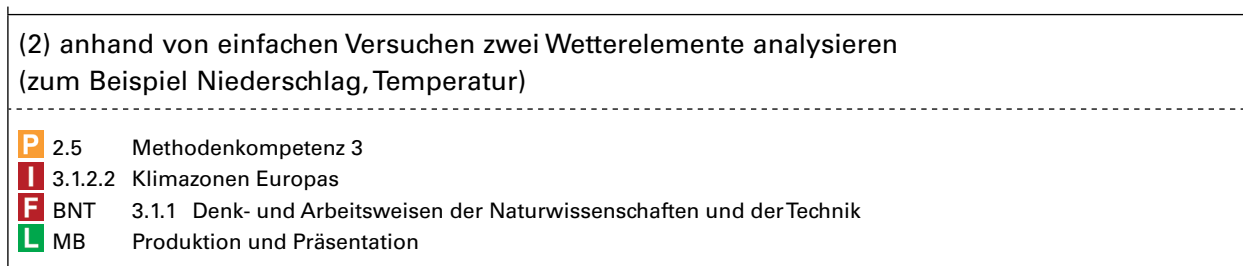 (2) anhand von einfachen Versuchen zwei Wetterelemente analysieren
(zum Beispiel Niederschlag, Temperatur)
P 2.5 Methodenkompetenz 3
I 3.1.2.2 Klimazonen Europas
F BNT 3.1.1 Denk- und Arbeitsweisen der Naturwissenschaften und der Technik
L MB Produktion und Präsentation